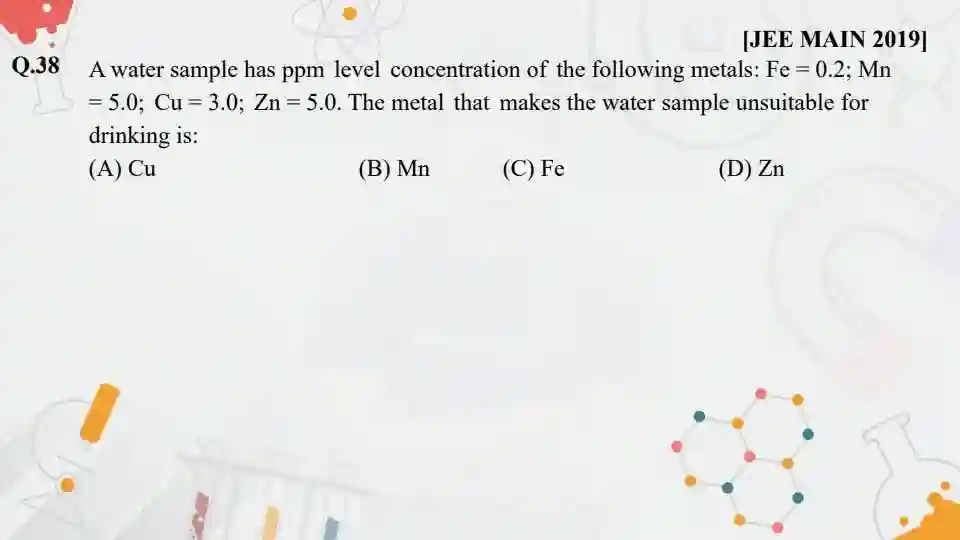 [JEE MAIN 2019]
Q.38 A water sample has ppm level concentration of the following metals: Fe = 0.2; Mn
= 5.0; Cu = 3.0; Zn = 5.0. The metal that makes the water sample unsuitable for
drinking is:
(A) Cu (B) Mn (C) Fe (D) Zn